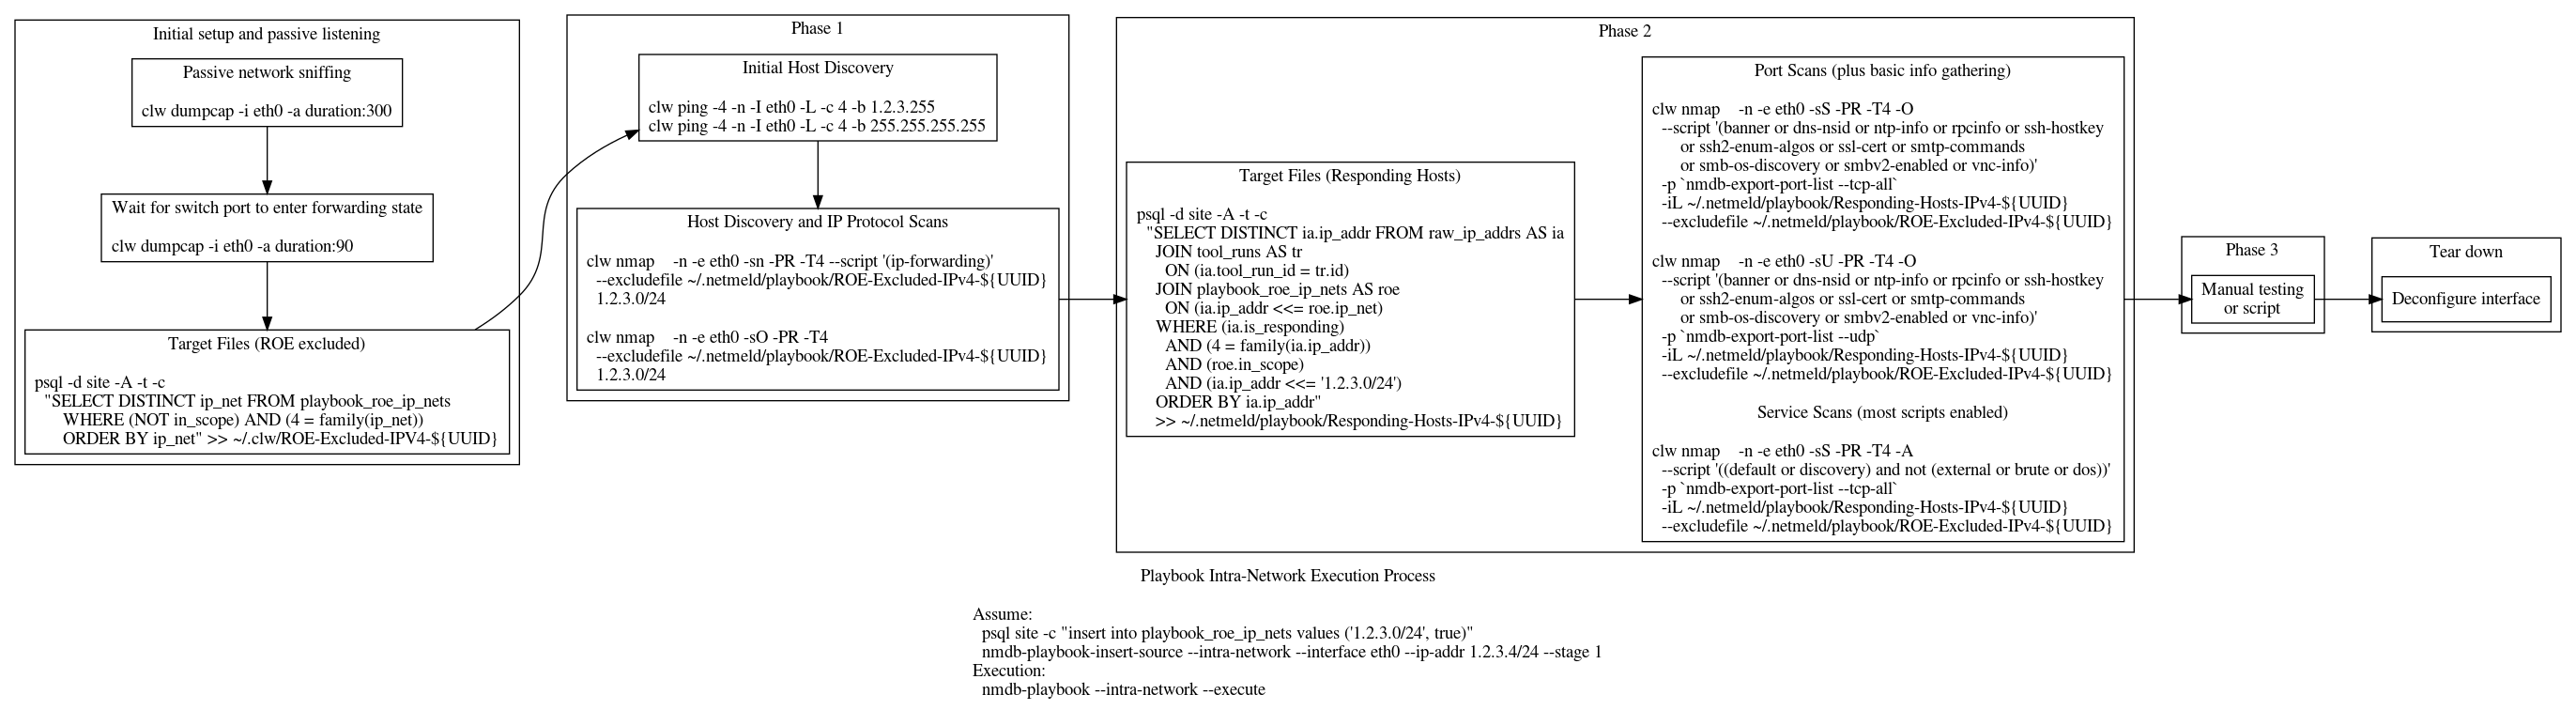 Initial setup and passive listening
Passive network sniffing
clw dumpcap -i eth0 -a duration:300
Wait for switch port to enter forwarding state
clw dumpcap -i eth0 -a duration:90
Target Files (ROE excluded)
psql -d site -A -t -c
"SELECT DISTINCT ip_net FROM playbook_roe_ip_nets
WHERE (NOT in_scope) AND (4 = family(ip_net))
ORDER BY ip_net" >> ~/.clw/ROE-Excluded-IPV4-${UUID}
Phase 1
Initial Host Discovery
clw ping -4 -n -I eth0 -L -c 4 -b 1.2.3.255
clw ping -4 -n -I eth0 -L -c 4 -b 255.255.255.255
Host Discovery and IP Protocol Scans
clw nmap    -n -e eth0 -sn -PR -T4 --script '(ip-forwarding)'
--excludefile ~/.netmeld/playbook/ROE-Excluded-IPv4-${UUID}
1.2.3.0/24
clw nmap    -n -e eth0 -sO -PR -T4
--excludefile ~/.netmeld/playbook/ROE-Excluded-IPv4-${UUID}
1.2.3.0/24
Phase 2
Target Files (Responding Hosts)
psql -d site -A -t -c
"SELECT DISTINCT ia.ip_addr FROM raw_ip_addrs AS ia
JOIN tool_runs AS tr
ON (ia.tool_run_id = tr.id)
JOIN playbook_roe_ip_nets AS roe
ON (ia.ip_addr <<= roe.ip_net)
WHERE (ia.is_responding)
AND (4 = family(ia.ip_addr))
AND (roe.in_scope)
AND (ia.ip_addr <<= '1.2.3.0/24')
ORDER BY ia.ip_addr"
>> ~/.netmeld/playbook/Responding-Hosts-IPv4-${UUID}
Port Scans (plus basic info gathering)
clw nmap    -n -e eth0 -sS -PR -T4 -O
--script '(banner or dns-nsid or ntp-info or rpcinfo or ssh-hostkey
or ssh2-enum-algos or ssl-cert or smtp-commands
or smb-os-discovery or smbv2-enabled or vnc-info)'
-p `nmdb-export-port-list --tcp-all`
-iL ~/.netmeld/playbook/Responding-Hosts-IPv4-${UUID}
--excludefile ~/.netmeld/playbook/ROE-Excluded-IPv4-${UUID}
clw nmap    -n -e eth0 -sU -PR -T4 -O
--script '(banner or dns-nsid or ntp-info or rpcinfo or ssh-hostkey
or ssh2-enum-algos or ssl-cert or smtp-commands
or smb-os-discovery or smbv2-enabled or vnc-info)'
-p `nmdb-export-port-list --udp`
-iL ~/.netmeld/playbook/Responding-Hosts-IPv4-${UUID}
--excludefile ~/.netmeld/playbook/ROE-Excluded-IPv4-${UUID}
Service Scans (most scripts enabled)
clw nmap    -n -e eth0 -sS -PR -T4 -A
--script '((default or discovery) and not (external or brute or dos))'
-p `nmdb-export-port-list --tcp-all`
-iL ~/.netmeld/playbook/Responding-Hosts-IPv4-${UUID}
--excludefile ~/.netmeld/playbook/ROE-Excluded-IPv4-${UUID}
Phase 3
Manual testing
or script
Tear down
Deconfigure interface
Playbook Intra-Network Execution Process
Assume:
psql site -c "insert into playbook_roe_ip_nets values ('1.2.3.0/24', true)"
nmdb-playbook-insert-source --intra-network --interface eth0 --ip-addr 1.2.3.4/24 --stage 1
Execution:
nmdb-playbook --intra-network --execute